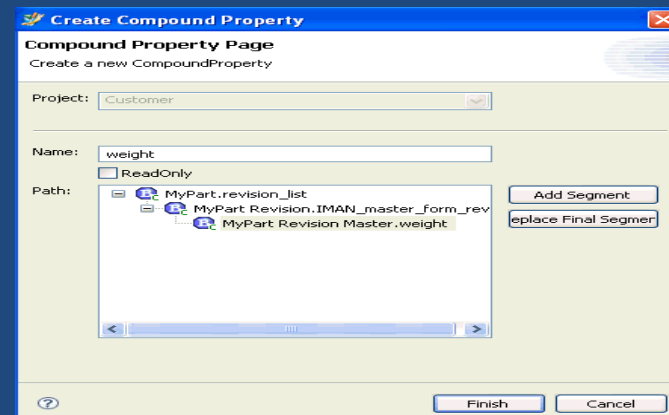 Create Compound Property
Compound Property Page
Create a new CompoundProperty
Project: Customer
Name: weight
ReadOnly
Path:
MyPart.revision_list
MyPart Revision.IMAN_master_form_rev
MyPart Revision Master.weight
Add Segment
eplace Final Segmer
Finish
Cancel